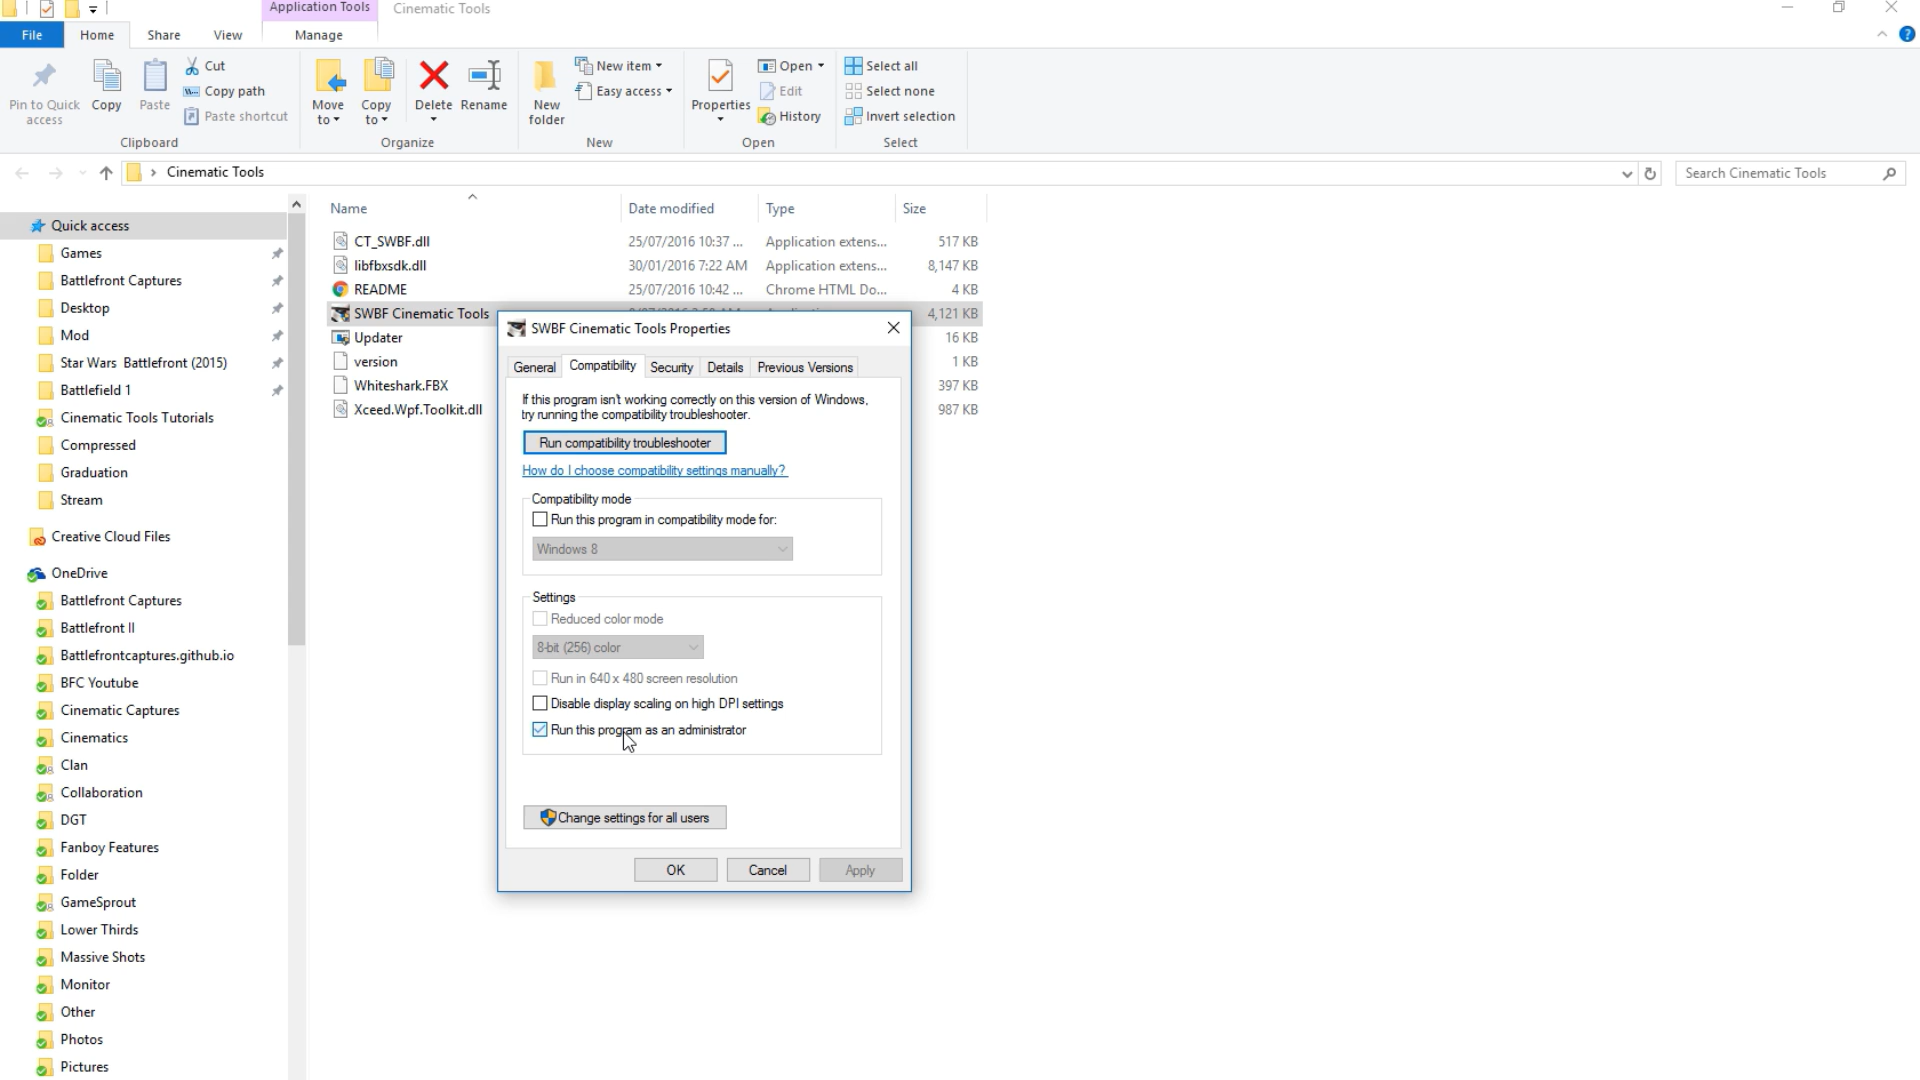 Application Tools
Cinematic Tools
File
Home
Share
View
Manage
Pin to Quick access
Copy
Paste
Cut
Copy path
Paste shortcut
Clipboard
Move to
Copy to
Delete
Rename
Organize
New folder
New item
Easy access
New
Properties
Open
Edit
History
Open
Select all
Select none
Invert selection
Select
Cinematic Tools
Search Cinematic Tools
Quick access
Games
Battlefront Captures
Desktop
Mod
Star Wars Battlefront (2015)
Battlefield 1
Cinematic Tools Tutorials
Compressed
Graduation
Stream
Creative Cloud Files
OneDrive
Battlefront Captures
Battlefront II
Battlefrontcaptures.github.io
BFC Youtube
Cinematic Captures
Cinematics
Clan
Collaboration
DGT
Fanboy Features
Folder
GameSprout
Lower Thirds
Massive Shots
Monitor
Other
Photos
Pictures
Name Date modified Type Size
CT_SWBF.dll 25/07/2016 10:37 ... Application extens... 517 KB
libfbxsdk.dll 30/01/2016 7:22 AM Application extens... 8,147 KB
README 25/07/2016 10:42 ... Chrome HTML Do... 4 KB
SWBF Cinematic Tools 4,121 KB
Updater 16 KB
version 1 KB
Whiteshark.FBX 397 KB
Xceed.Wpf.Toolkit.dll 987 KB
SWBF Cinematic Tools Properties
General Compatibility Security Details Previous Versions
If this program isn't working correctly on this version of Windows,
try running the compatibility troubleshooter.
Run compatibility troubleshooter
How do I choose compatibility settings manually?
Compatibility mode
Run this program in compatibility mode for:
Windows 8
Settings
Reduced color mode
8-bit (256) color
Run in 640 x 480 screen resolution
Disable display scaling on high DPI settings
Run this program as an administrator
Change settings for all users
OK
Cancel
Apply